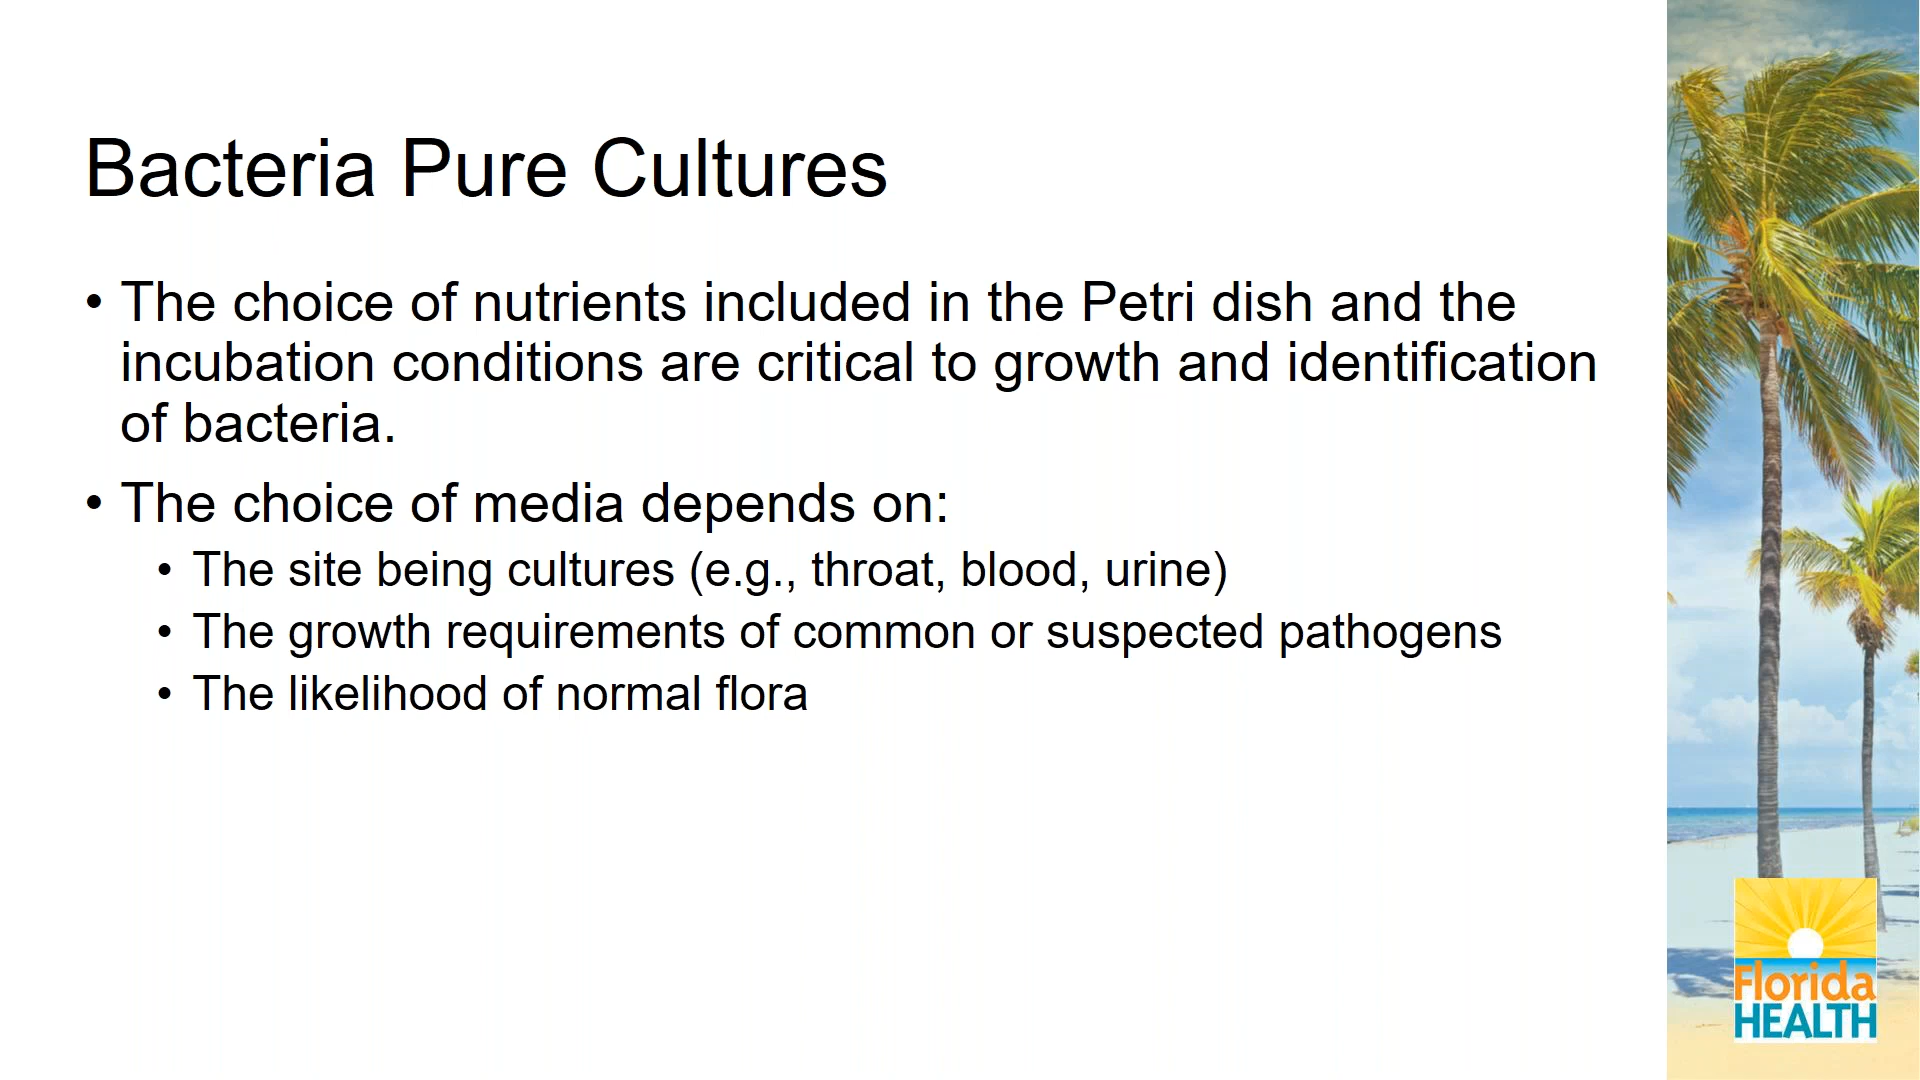 Bacteria Pure Cultures
• The choice of nutrients included in the Petri dish and the
incubation conditions are critical to growth and identification
of bacteria.
• The choice of media depends on:
• The site being cultures (e.g., throat, blood, urine)
• The growth requirements of common or suspected pathogens
• The likelihood of normal flora
Florida
HEALTH